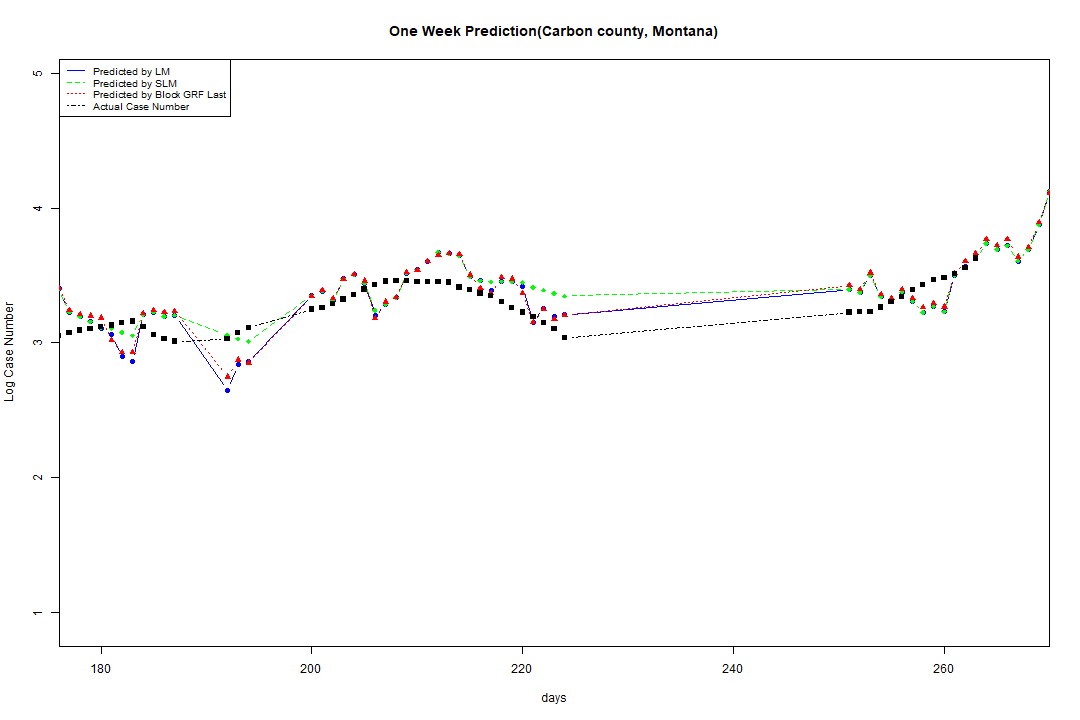 One Week Prediction(Carbon county, Montana)
Predicted by LM
Predicted by SLM
Predicted by Block GRF Last
Actual Case Number
5
4
3
2
1
Log Case Number
180 200 220 240 260
days